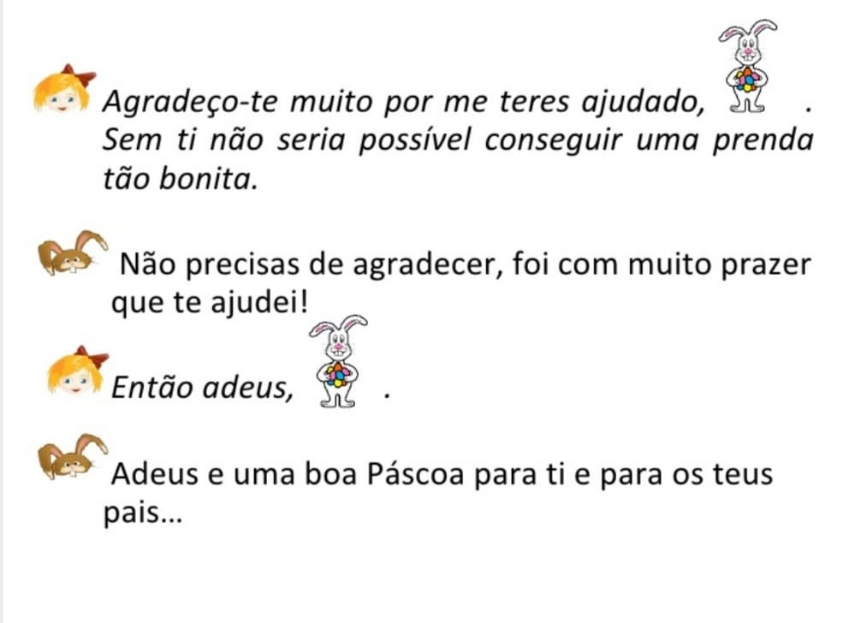 Agradeço-te muito por me teres ajudado, .
Sem ti não seria possível conseguir uma prenda
tão bonita.
Não precisas de agradecer, foi com muito prazer
que te ajudei!
Então adeus, .
Adeus e uma boa Páscoa para ti e para os teus
pais...